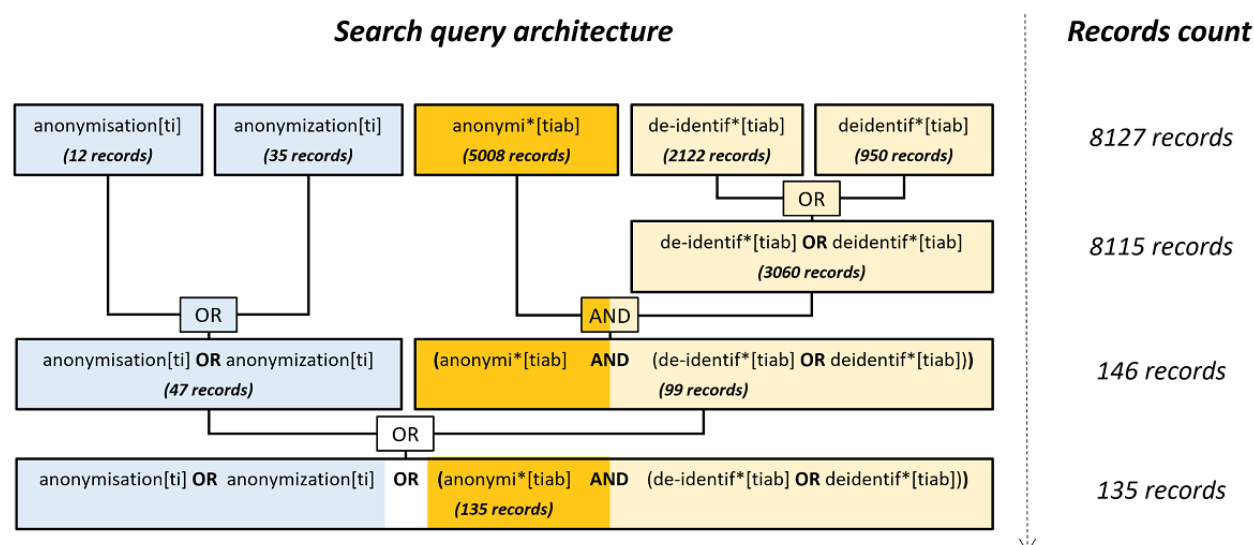 Search query architecture
Records count
anonymisation[ti]
(12 records)
anonymization[ti]
(35 records)
anonymi*[tiab]
(5008 records)
de-identif*[tiab]
(2122 records)
deidentif*[tiab]
(950 records)
8127 records
OR
de-identif*[tiab] OR deidentif*[tiab]
(3060 records)
8115 records
OR
AND
anonymisation[ti] OR anonymization[ti]
(47 records)
(anonymi*[tiab] AND (de-identif*[tiab] OR deidentif*[tiab]))
(99 records)
146 records
OR
anonymisation[ti] OR anonymization[ti] OR (anonymi*[tiab] AND (de-identif*[tiab] OR deidentif*[tiab]))
(135 records)
135 records